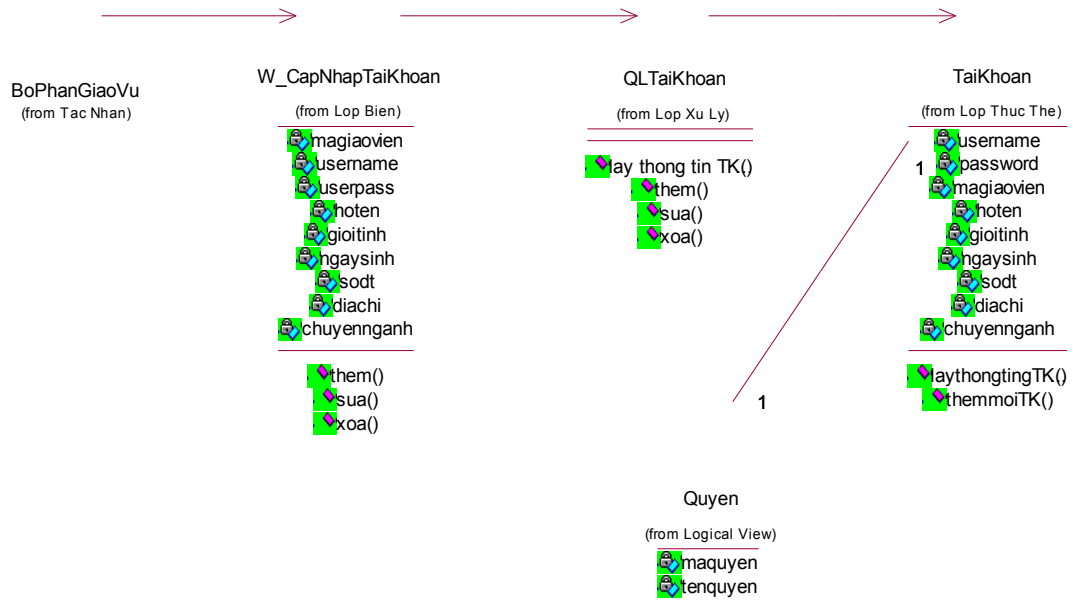 BoPhanGiaoVu
(from Tac Nhan)
W_CapNhapTaiKhoan
(from Lop Bien)
magiaovien
username
userpass
hoten
gioitinh
ngaysinh
sodt
diachi
chuyennganh
them()
sua()
xoa()
QLTaiKhoan
(from Lop Xu Ly)
lay thong tin TK()
them()
sua()
xoa()
TaiKhoan
(from Lop Thuc The)
username
password
magiaovien
hoten
gioitinh
ngaysinh
sodt
diachi
chuyennganh
laythongtingTK()
themmoiTK()
1
1
Quyen
(from Logical View)
maquyen
tenquyen